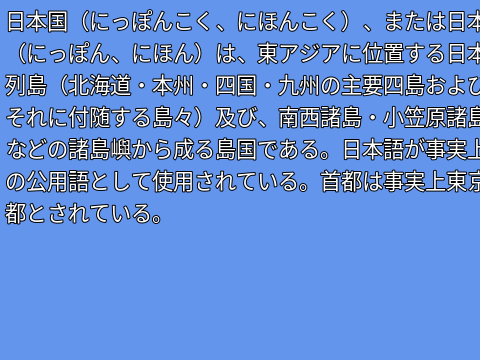 日本国（にっぽんこく、にほんこく）、または日本
（にっぽん、にほん）は、東アジアに位置する日本
列島（北海道・本州・四国・九州の主要四島およひ
それに付随する島々）及び、南西諸島・小笠原諸島
などの諸島嶼から成る島国である。日本語が事実上
の公用語として使用されている。首都は事実上東京
都とされている。